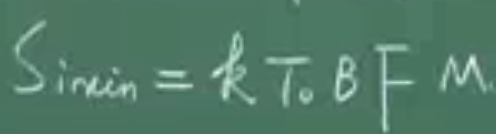 Simin = k T₀ B F M.